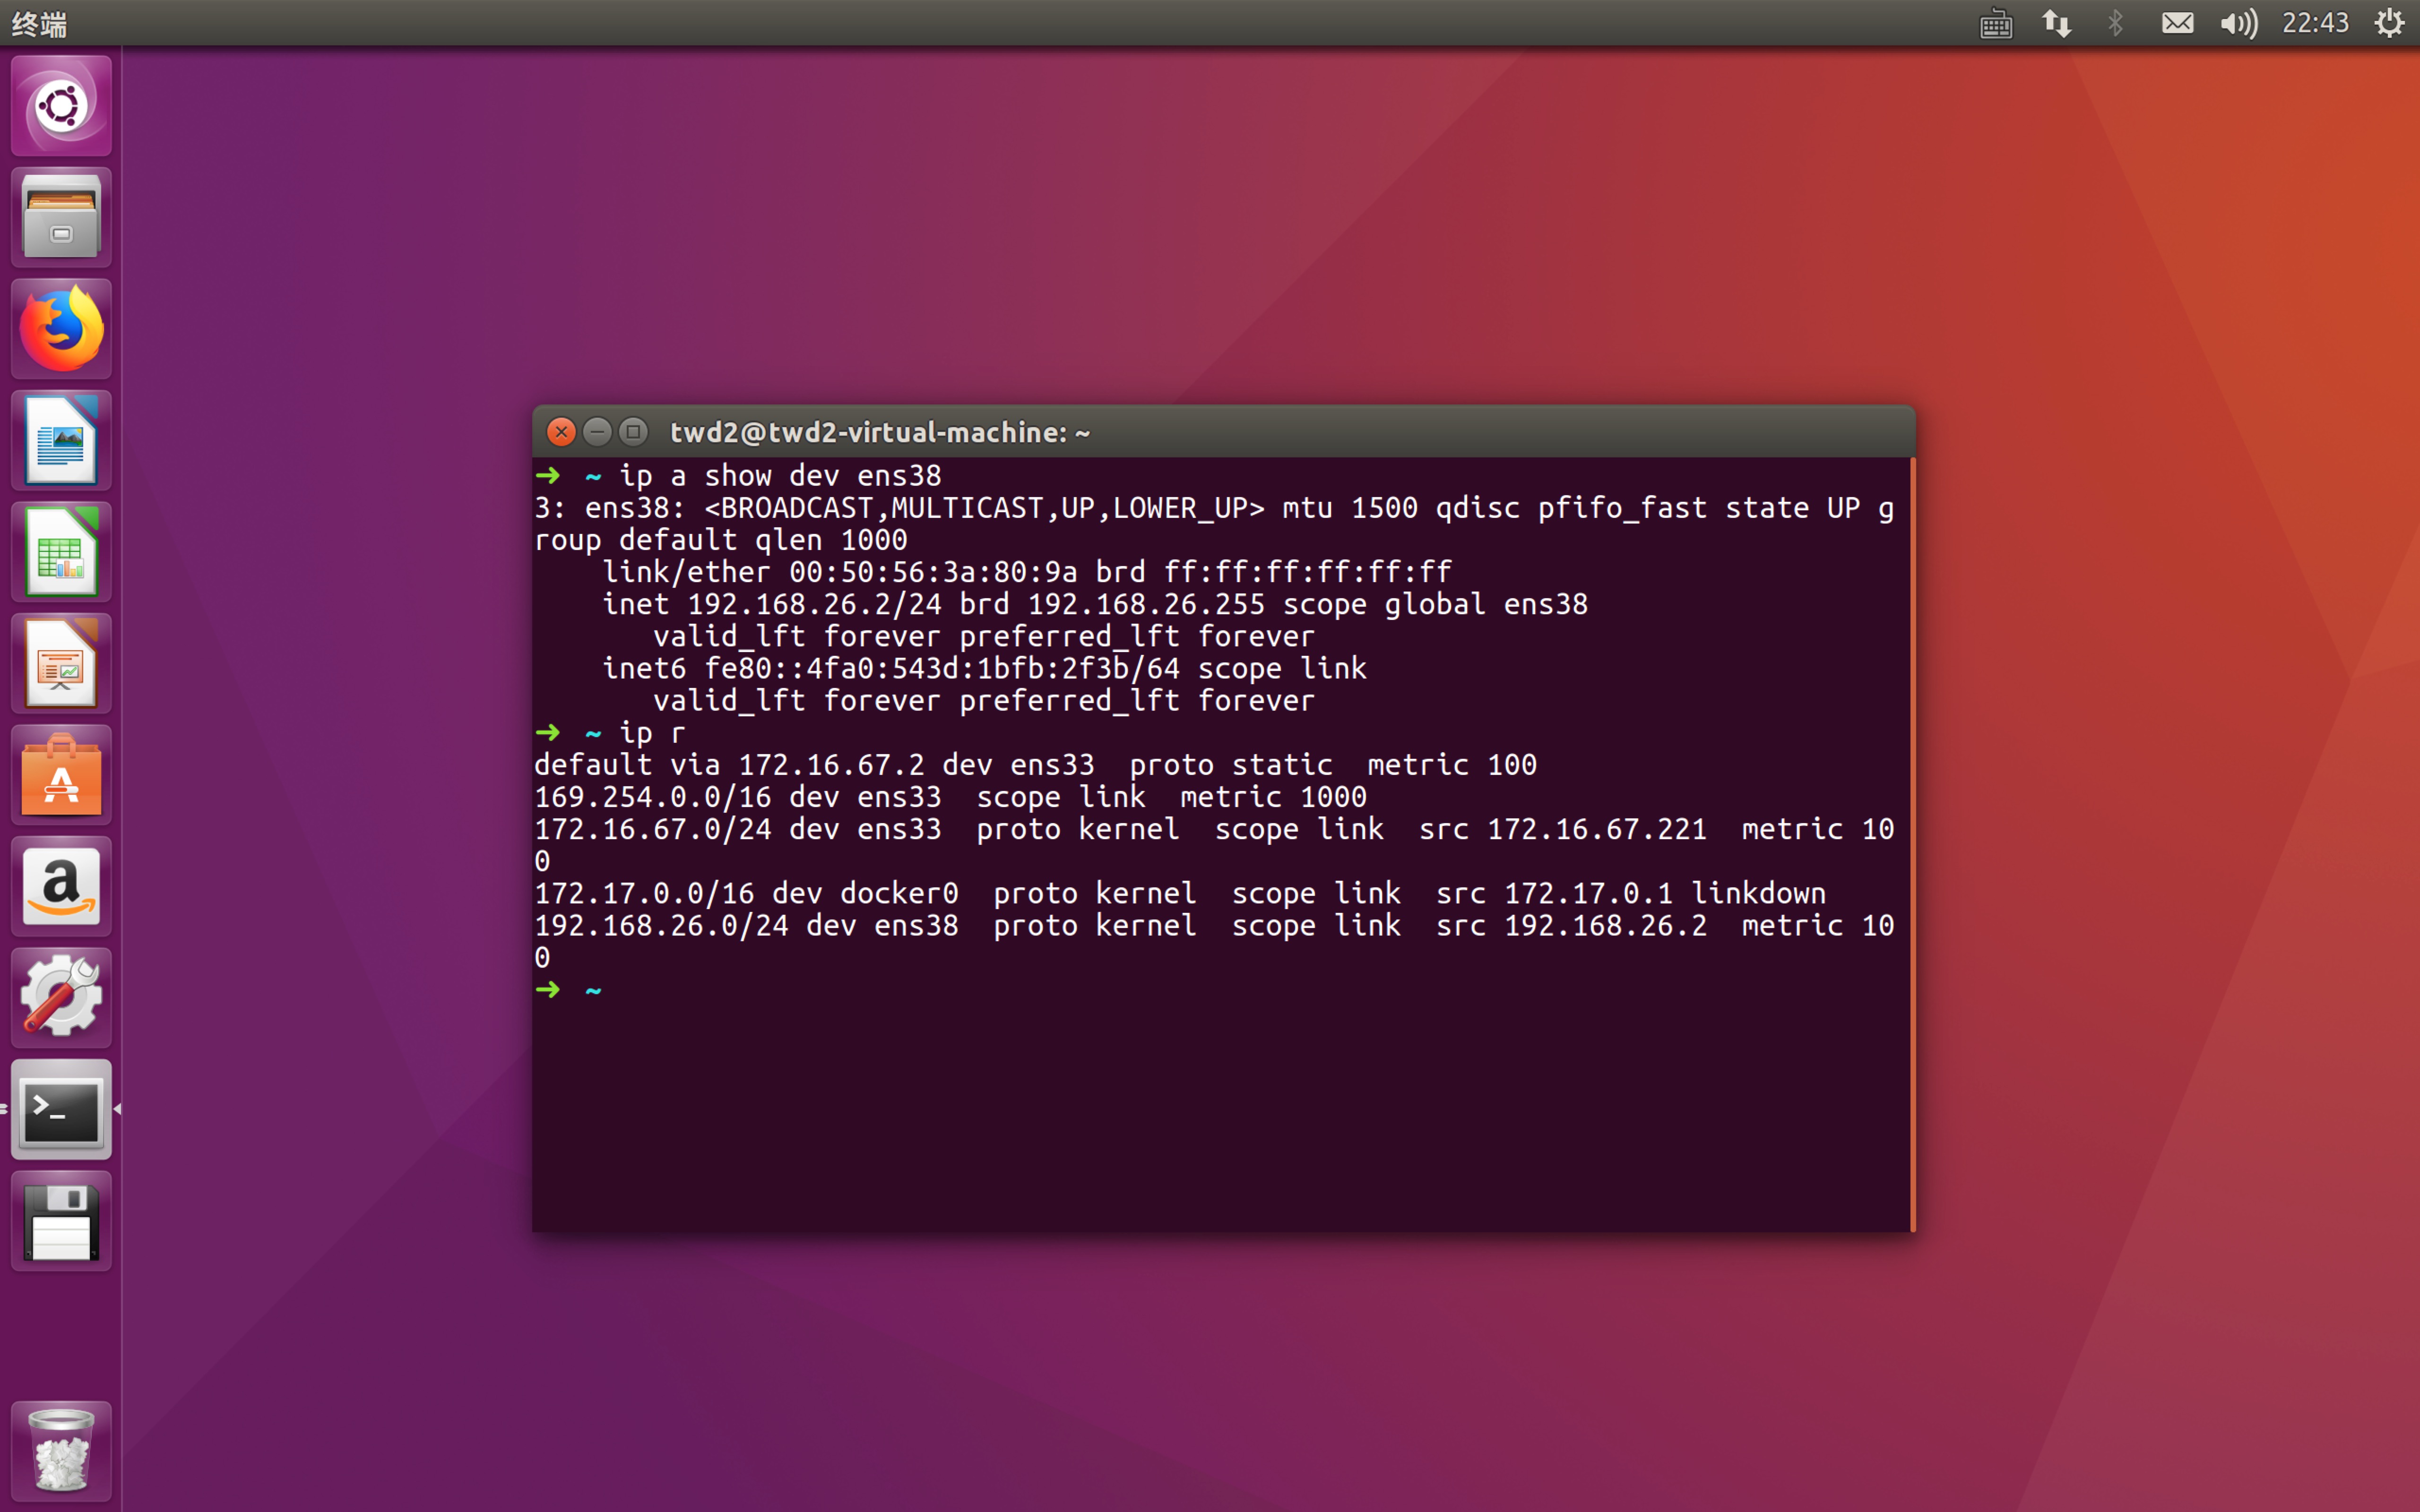 终端
22:43
twd2@twd2-virtual-machine: ~
➜  ~ ip a show dev ens38
3: ens38: <BROADCAST,MULTICAST,UP,LOWER_UP> mtu 1500 qdisc pfifo_fast state UP g
roup default qlen 1000
    link/ether 00:50:56:3a:80:9a brd ff:ff:ff:ff:ff:ff
    inet 192.168.26.2/24 brd 192.168.26.255 scope global ens38
       valid_lft forever preferred_lft forever
    inet6 fe80::4fa0:543d:1bfb:2f3b/64 scope link
       valid_lft forever preferred_lft forever
➜  ~ ip r
default via 172.16.67.2 dev ens33  proto static  metric 100
169.254.0.0/16 dev ens33  scope link  metric 1000
172.16.67.0/24 dev ens33  proto kernel  scope link  src 172.16.67.221  metric 10
0
172.17.0.0/16 dev docker0  proto kernel  scope link  src 172.17.0.1 linkdown
192.168.26.0/24 dev ens38  proto kernel  scope link  src 192.168.26.2  metric 10
0
➜  ~